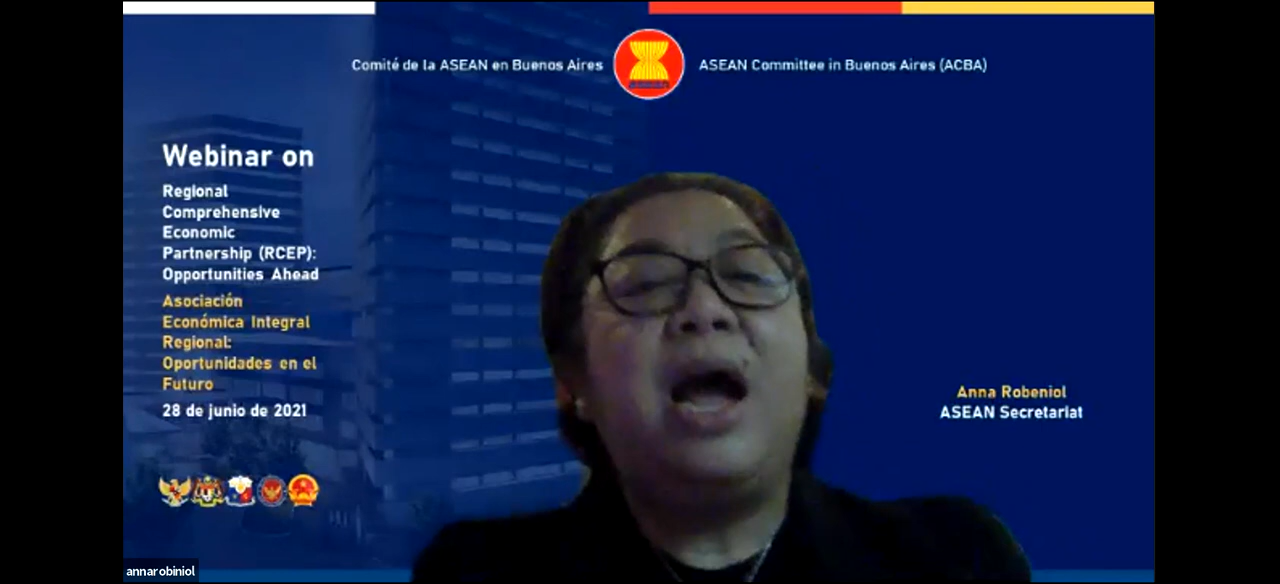 Comité de la ASEAN en Buenos Aires
ASEAN Committee in Buenos Aires (ACBA)
Webinar on
Regional
Comprehensive
Economic
Partnership (RCEP):
Opportunities Ahead
Asociación
Económica Integral
Regional:
Oportunidades en el
Futuro
28 de junio de 2021
Anna Robeniol
ASEAN Secretariat
annarobiniol